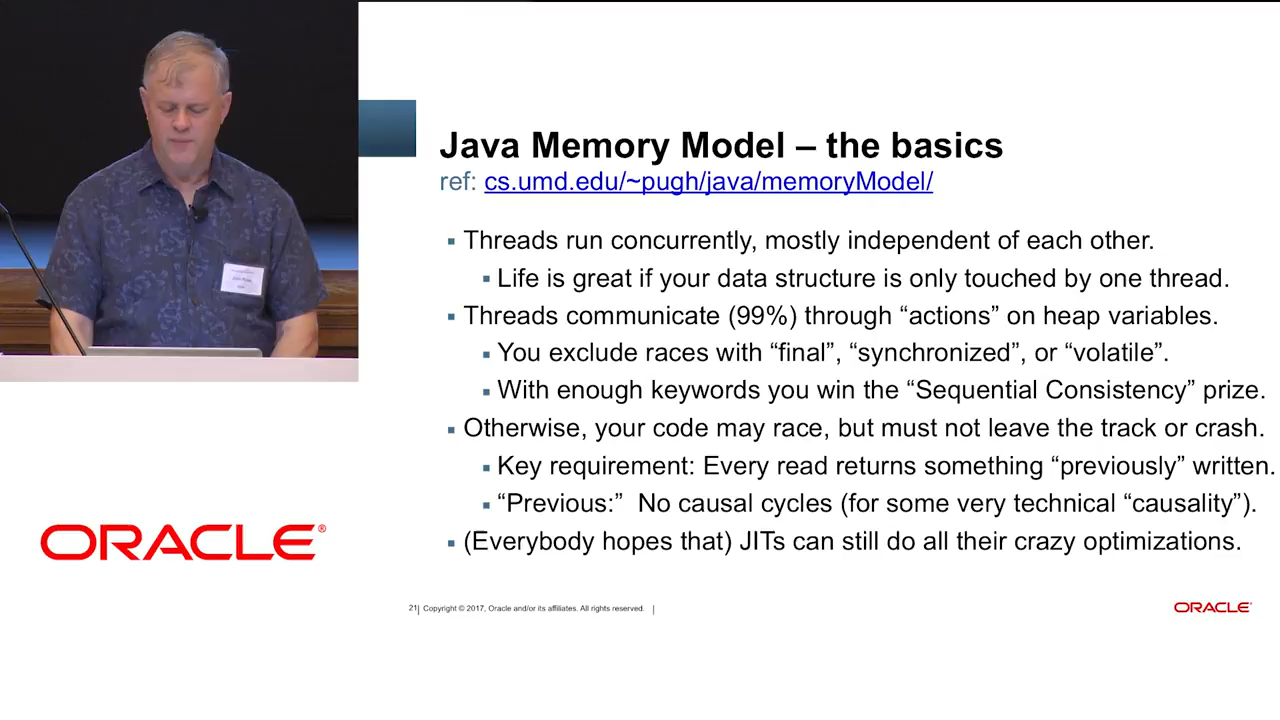 Java Memory Model – the basics
ref: cs.umd.edu/~pugh/java/memoryModel/
▪ Threads run concurrently, mostly independent of each other.
▪ Life is great if your data structure is only touched by one thread.
▪ Threads communicate (99%) through “actions” on heap variables.
▪ You exclude races with “final”, “synchronized”, or “volatile”.
▪ With enough keywords you win the “Sequential Consistency” prize.
▪ Otherwise, your code may race, but must not leave the track or crash.
▪ Key requirement: Every read returns something “previously” written.
▪ “Previous:”  No causal cycles (for some very technical “causality”).
▪ (Everybody hopes that) JITs can still do all their crazy optimizations.
ORACLE®
21| Copyright © 2017, Oracle and/or its affiliates. All rights reserved. |
ORACLE®